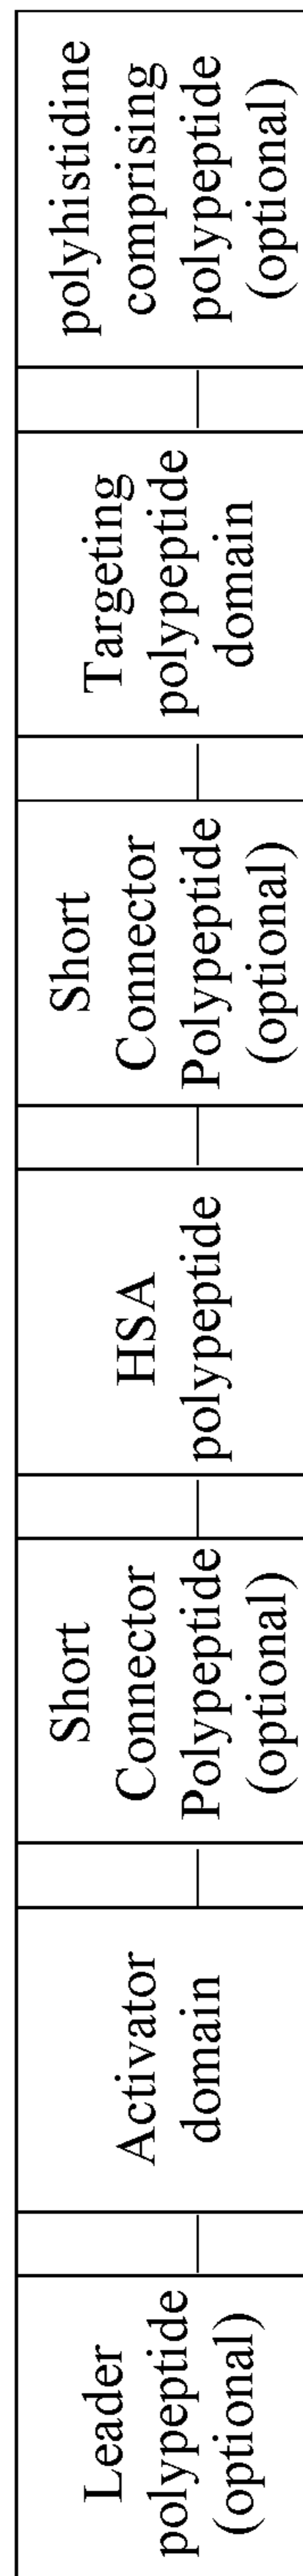 Leader
polypeptide
(optional)
—
Activator
domain
—
Short
Connector
Polypeptide
(optional)
—
HSA
polypeptide
—
Short
Connector
Polypeptide
(optional)
—
Targeting
polypeptide
domain
—
polyhistidine
comprising
polypeptide
(optional)